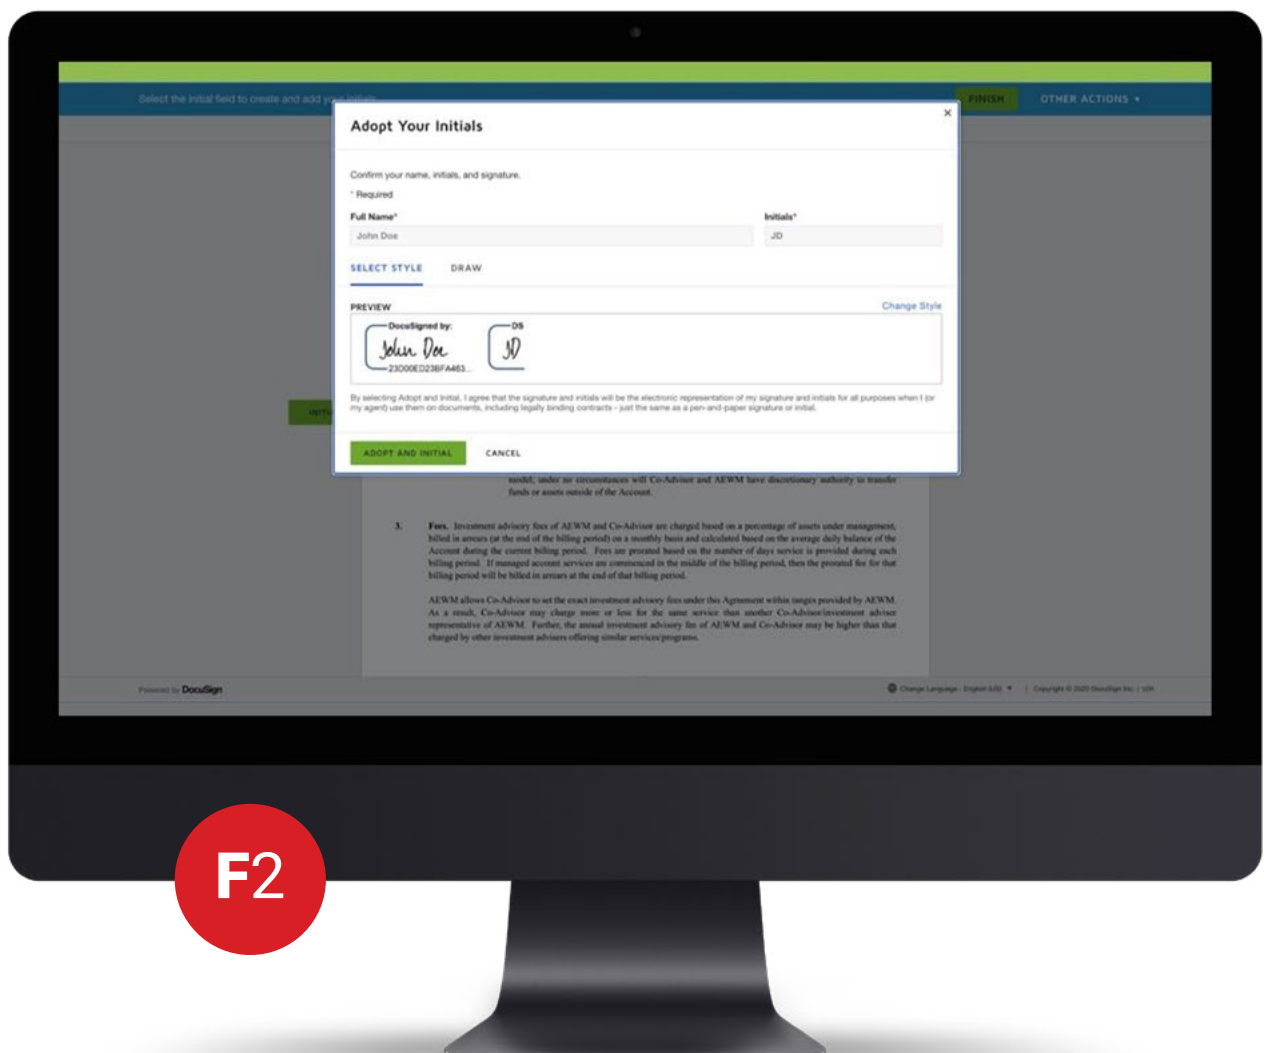 Select the initial field to create and add your initials
FINISH
OTHER ACTIONS
Adopt Your Initials
×
Confirm your name, initials, and signature.
* Required
Full Name*
Initials*
John Doe
JD
SELECT STYLE
DRAW
PREVIEW
Change Style
DocuSigned by:
DS
John Doe
JD
23D00ED23BFA463...
By selecting Adopt and Initial, I agree that the signature and initials will be the electronic representation of my signature and initials for all purposes when I (or
my agent) use them on documents, including legally binding contracts - just the same as a pen-and-paper signature or initial.
ADOPT AND INITIAL
CANCEL
model, under no circumstances will Co-Advisor and AEWM have discretionary authority to transfer
funds or assets outside of the Account.
3. Fees. Investment advisory fees of AEWM and Co-Advisor are charged based on a percentage of assets under management,
billed in arrears (at the end of the billing period) on a monthly basis and calculated based on the average daily balance of the
Account during the current billing period. Fees are prorated based on the number of days service is provided during each
billing period. If managed account services are commenced in the middle of the billing period, then the prorated fee for that
billing period will be billed in arrears at the end of that billing period.
AEWM allows Co-Advisor to set the exact investment advisory fees under this Agreement within ranges provided by AEWM.
As a result, Co-Advisor may charge more or less for the same service than another Co-Advisor/investment adviser
representative of AEWM. Further, the annual investment advisory fee of AEWM and Co-Advisor may be higher than that
charged by other investment advisers offering similar services/programs.
Powered by DocuSign
Change Language - English (US)
| Copyright © 2020 DocuSign Inc. |
F2